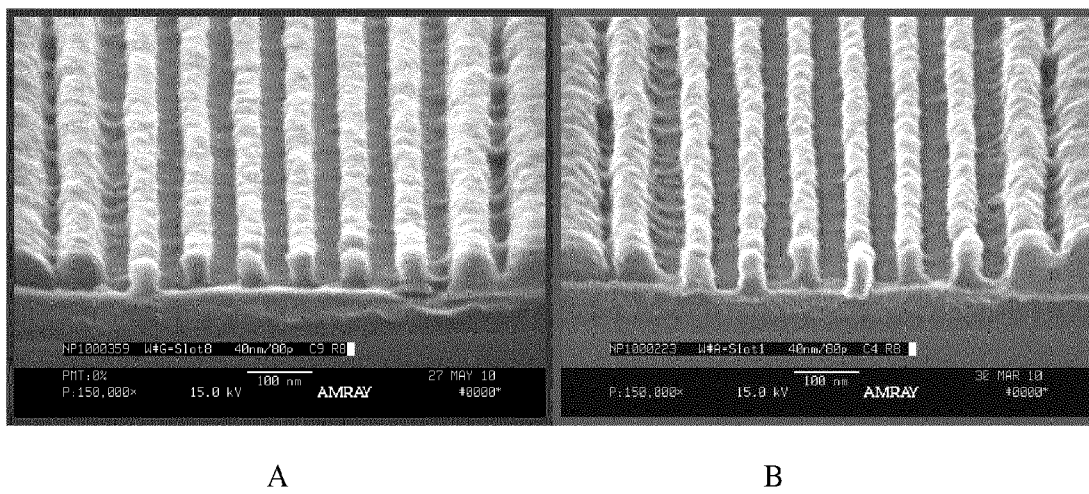 NP1000359 W#G=Slot8 40nm/80p C9 R8
PMT:0% 100 nm 27 MAY 10
P:150,000× 15.0 kV AMRAY #0000*
NP1000223 W#A=Slot1 40nm/80p C4 R8
100 nm MAR 10
P:150,000× 15.0 kV AMRAY #0000*
A
B